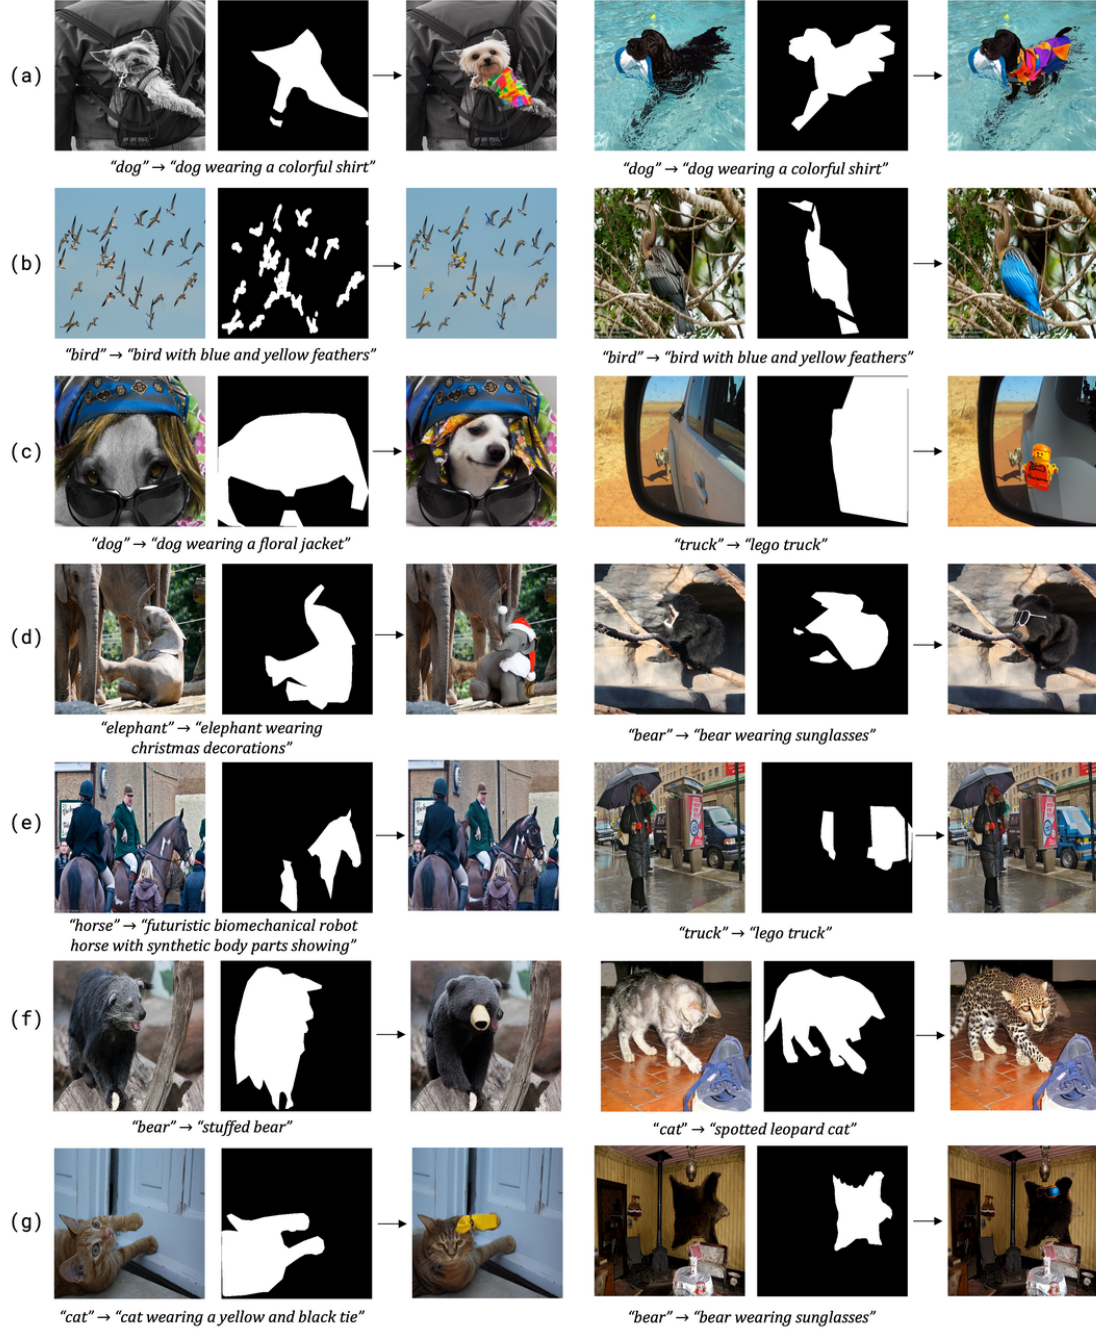 (a)
“dog” → “dog wearing a colorful shirt”
“dog” → “dog wearing a colorful shirt”
(b)
“bird” → “bird with blue and yellow feathers”
“bird” → “bird with blue and yellow feathers”
(c)
“dog” → “dog wearing a floral jacket”
“truck” → “lego truck”
(d)
“elephant” → “elephant wearing
christmas decorations”
“bear” → “bear wearing sunglasses”
(e)
“horse” → “futuristic biomechanical robot
horse with synthetic body parts showing”
“truck” → “lego truck”
(f)
“bear” → “stuffed bear”
“cat” → “spotted leopard cat”
(g)
“cat” → “cat wearing a yellow and black tie”
“bear” → “bear wearing sunglasses”